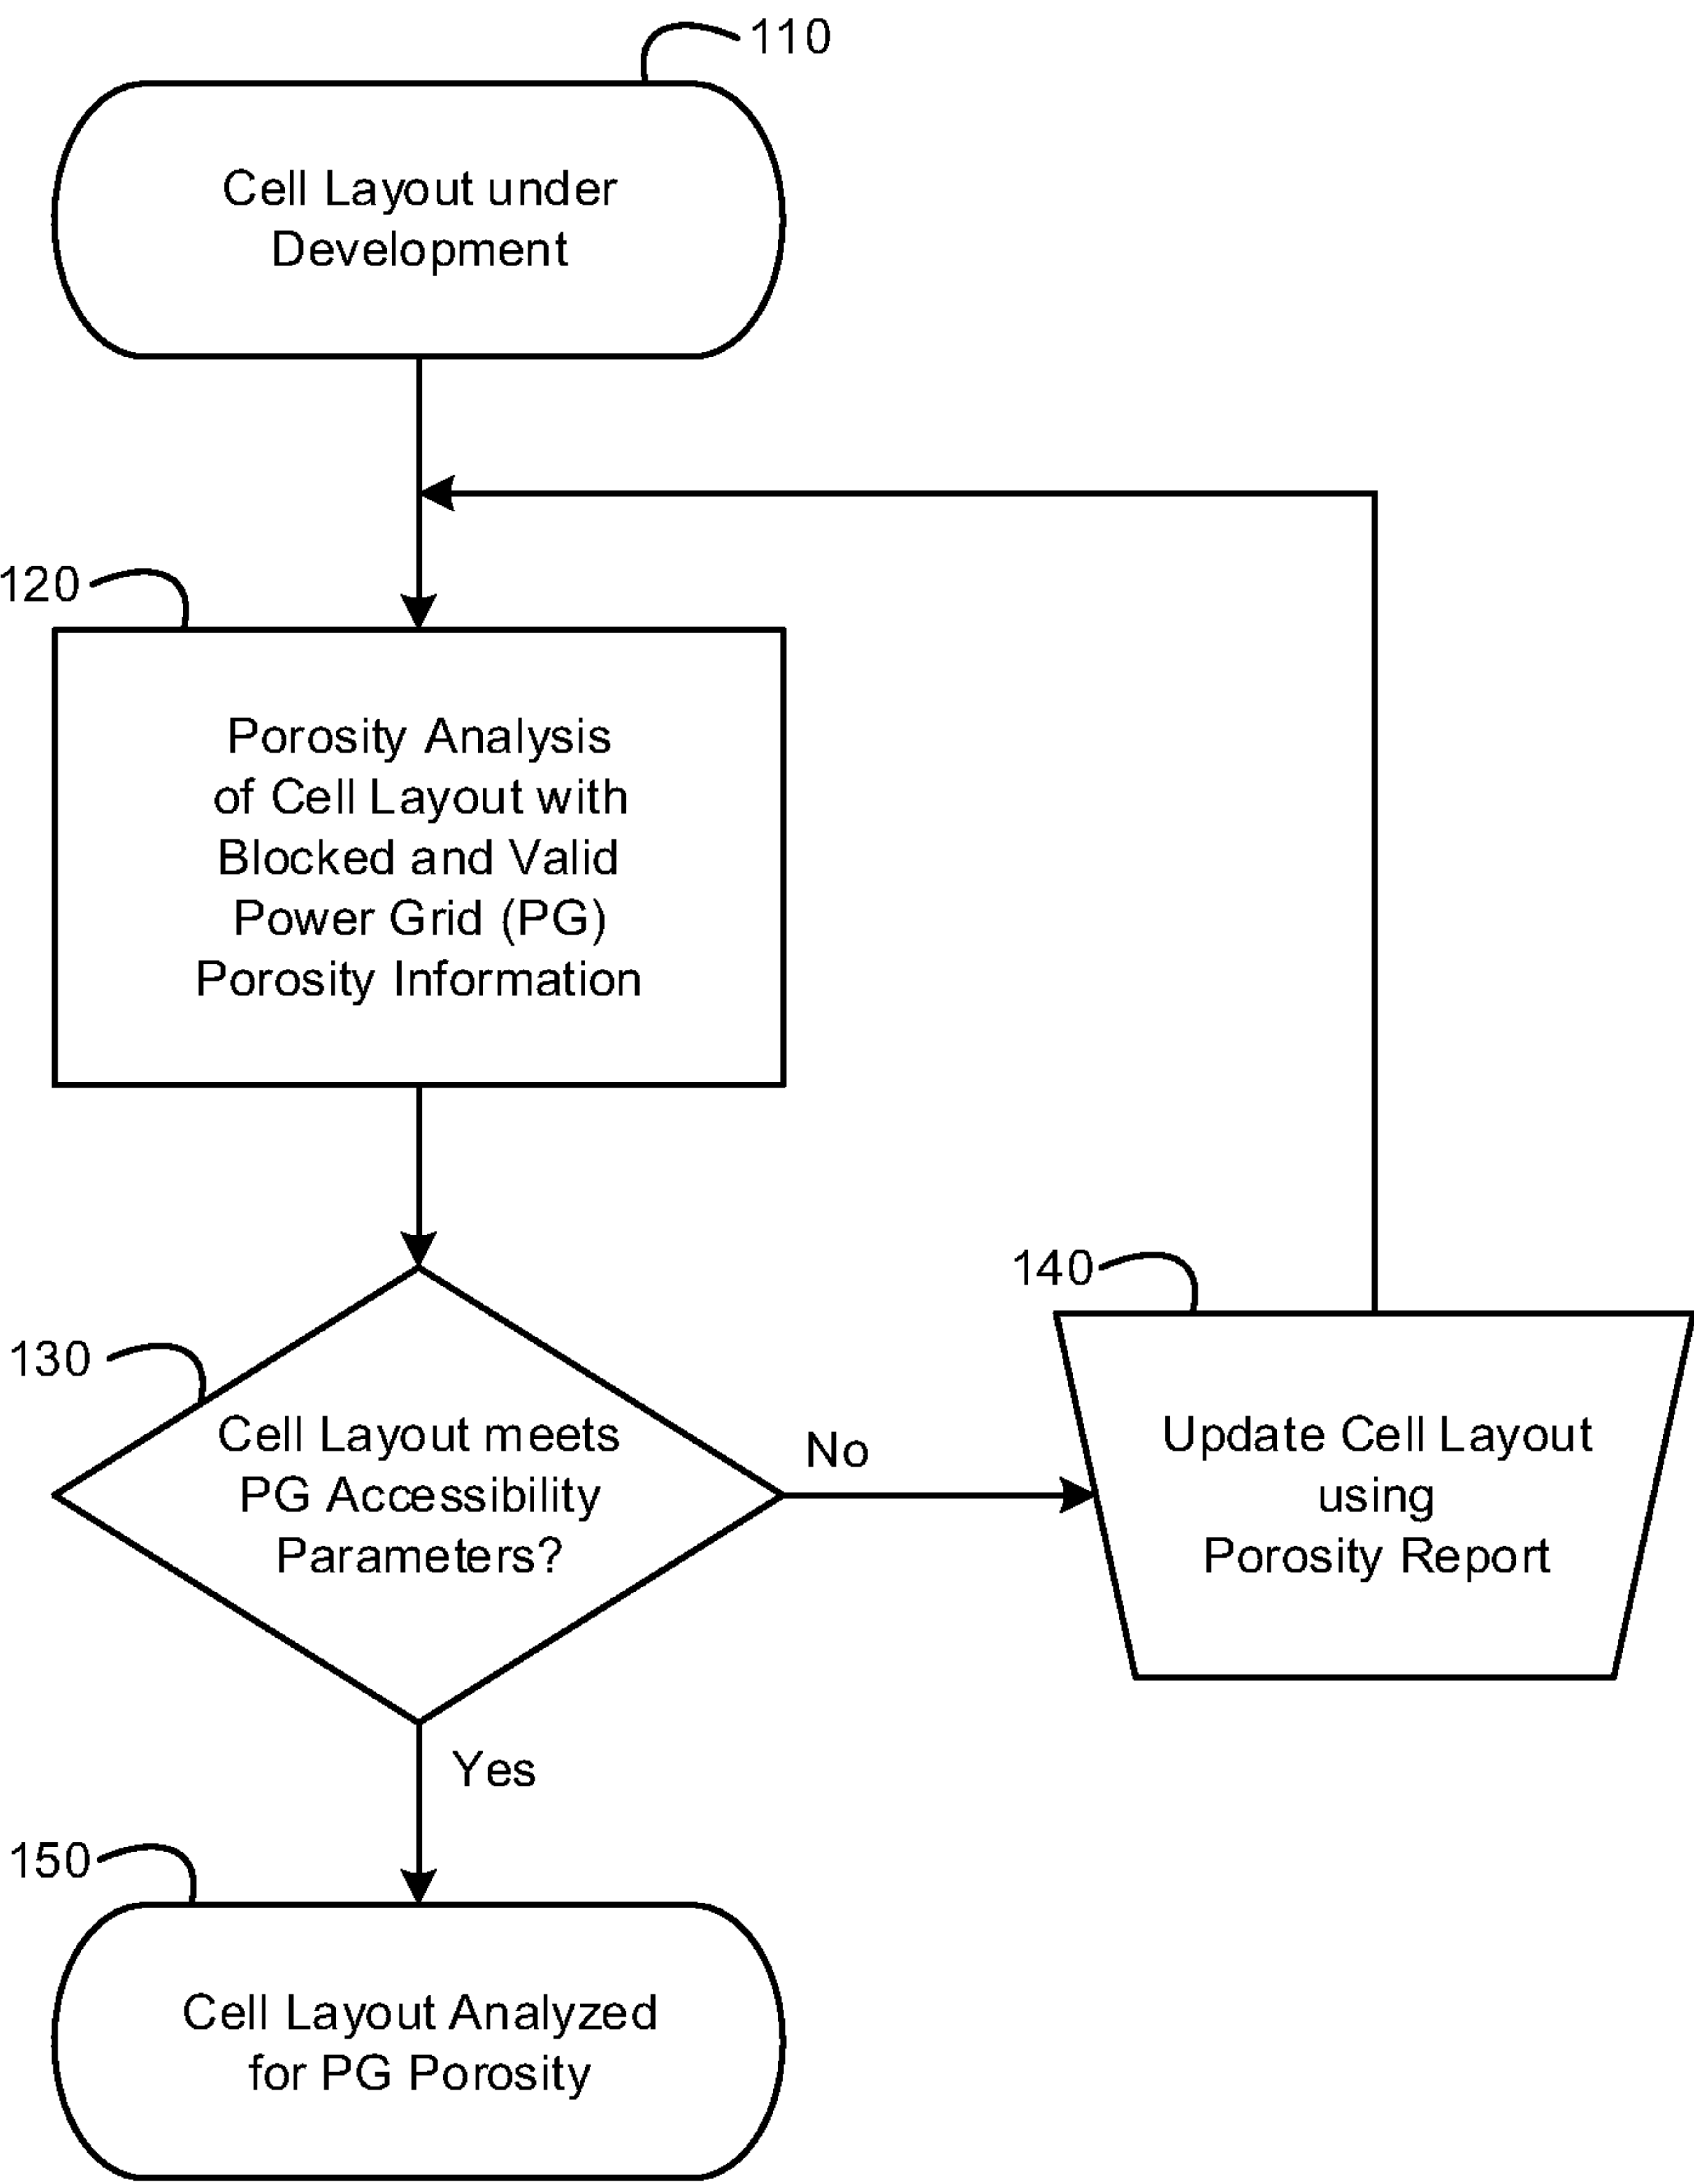 110
Cell Layout under
Development
120
Porosity Analysis
of Cell Layout with
Blocked and Valid
Power Grid (PG)
Porosity Information
130
Cell Layout meets
PG Accessibility
Parameters?
No
140
Update Cell Layout
using
Porosity Report
Yes
150
Cell Layout Analyzed
for PG Porosity